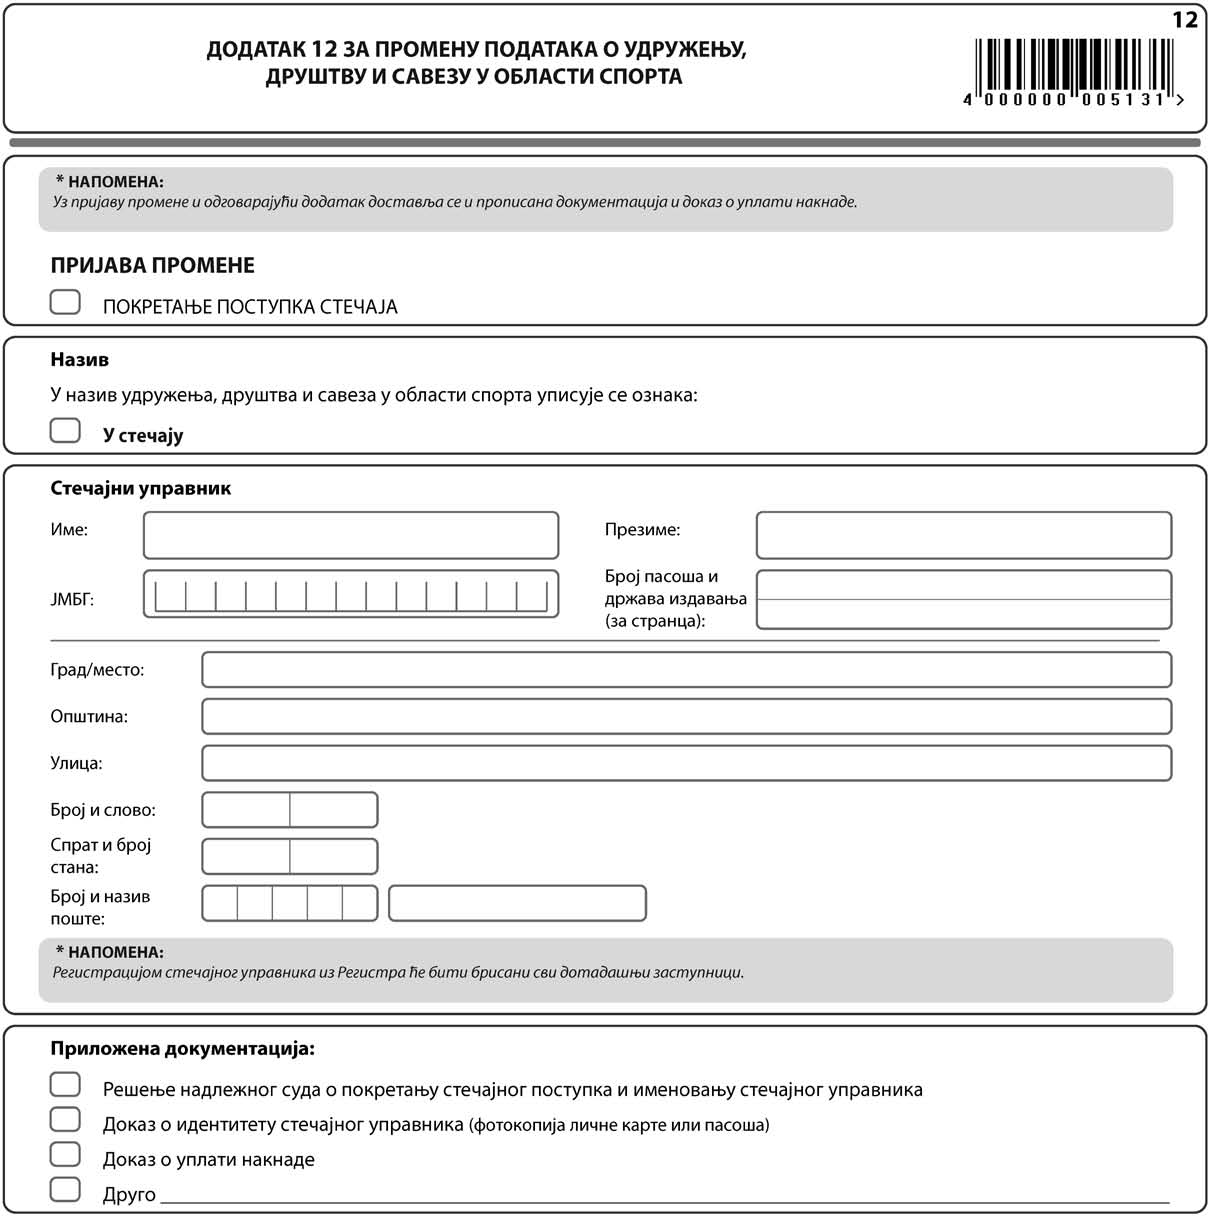 12
ДОДАТАК 12 ЗА ПРОМЕНУ ПОДАТАКА О УДРУЖЕЊУ,
ДРУШТВУ И САВЕЗУ У ОБЛАСТИ СПОРТА
4 000000 005131 >
* НАПОМЕНА:
Уз пријаву промене и одговарајући додатак доставља се и прописана документација и доказ о уплати накнаде.
ПРИЈАВА ПРОМЕНЕ
ПОКРЕТАЊЕ ПОСТУПКА СТЕЧАЈА
Назив
У назив удружења, друштва и савеза у области спорта уписује се ознака:
У стечају
Стечајни управник
Име:
Презиме:
ЈМБГ:
Број пасоша и
држава издавања
(за странца):
Град/место:
Општина:
Улица:
Број и слово:
Спрат и број
стана:
Број и назив
поште:
* НАПОМЕНА:
Регистрацијом стечајног управника из Регистра ће бити брисани сви дотадашњи заступници.
Приложена документација:
Решење надлежног суда о покретању стечајног поступка и именовању стечајног управника
Доказ о идентитету стечајног управника (фотокопија личне карте или пасоша)
Доказ о уплати накнаде
Друго